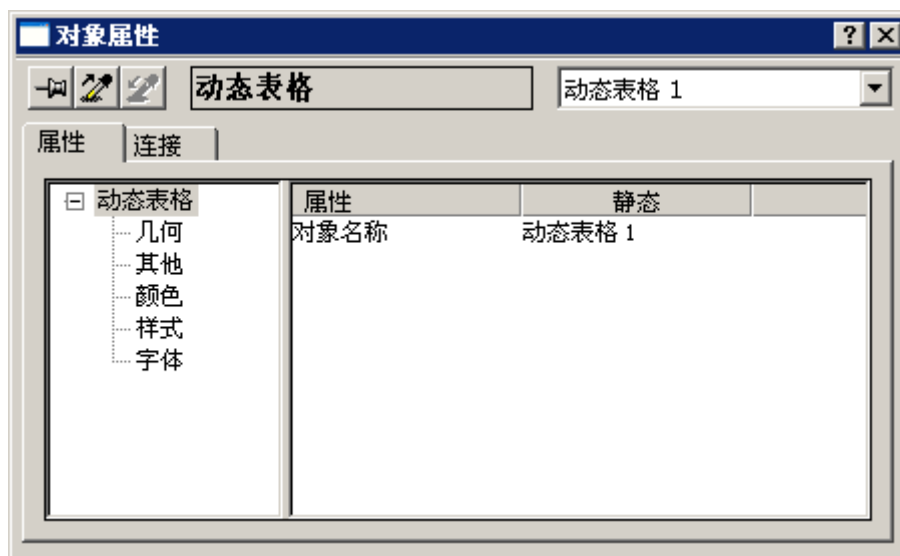 对象属性
动态表格
动态表格 1
属性
连接
动态表格
几何
其他
颜色
样式
字体
属性 静态
对象名称 动态表格 1